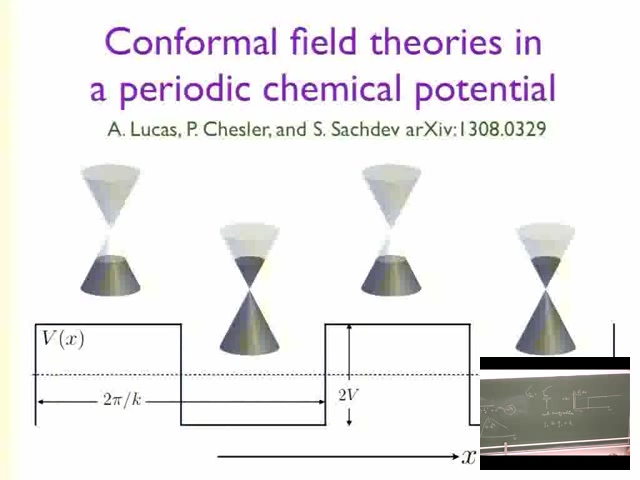 Conformal field theories in
a periodic chemical potential
A. Lucas, P. Chesler, and S. Sachdev arXiv:1308.0329
V(x)
2π/k
2V
x